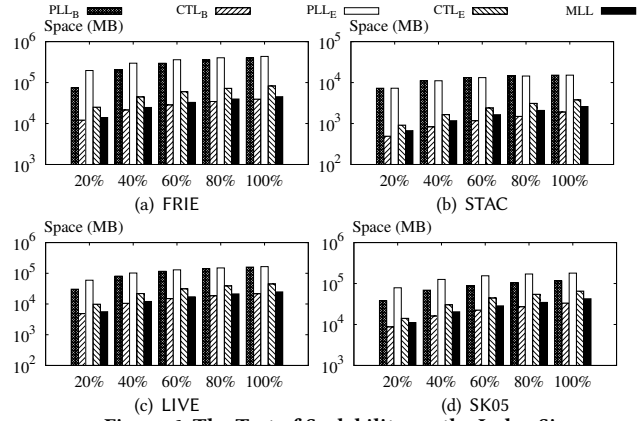 PLL_B CTL_B PLL_E CTL_E MLL
Space (MB) Space (MB)
10^6 10^5 10^4 10^3
10^5 10^4 10^3 10^2
20% 40% 60% 80% 100% 20% 40% 60% 80% 100%
(a) FRIE (b) STAC
Space (MB) Space (MB)
10^6 10^5 10^4 10^3 10^2
10^6 10^5 10^4 10^3
20% 40% 60% 80% 100% 20% 40% 60% 80% 100%
(c) LIVE (d) SK05